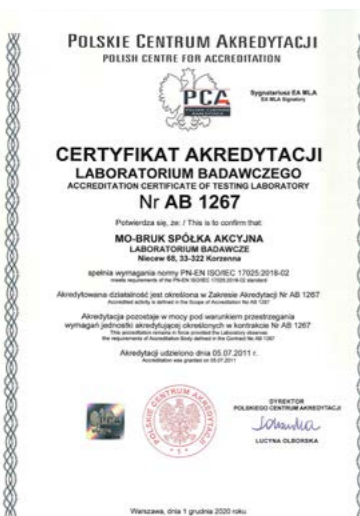 POLSKIE CENTRUM AKREDYTACJI
POLISH CENTRE FOR ACCREDITATION
PCA
POLSKIE CENTRUM
AKREDYTACJI
Sygnatariusz EA MLA
EA MLA Signatory
CERTYFIKAT AKREDYTACJI
LABORATORIUM BADAWCZEGO
ACCREDITATION CERTIFICATE OF TESTING LABORATORY
Nr AB 1267
Potwierdza się, że: / This is to confirm that:
MO-BRUK SPÓŁKA AKCYJNA
LABORATORIUM BADAWCZE
Niecew 68, 33-322 Korzenna
spełnia wymagania normy PN-EN ISO/IEC 17025:2018-02
meets requirements of the PN-EN ISO/IEC 17025:2018-02 standard
Akredytowana działalność jest określona w Zakresie Akredytacji Nr AB 1267
Accredited activity is defined in the Scope of Accreditation No AB 1267
Akredytacja pozostaje w mocy pod warunkiem przestrzegania
wymagań jednostki akredytującej określonych w kontrakcie Nr AB 1267
This accreditation remains in force provided the Laboratory observes
the requirements of Accreditation Body defined in the Contract No AB 1267
Akredytacji udzielono dnia 05.07.2011 r.
Accreditation was granted on 05.07.2011
POLSKIE CENTRUM AKREDYTACJI
DYREKTOR
POLSKIEGO CENTRUM AKREDYTACJI
LUCYNA OLBORSKA
Warszawa, dnia 1 grudnia 2020 roku